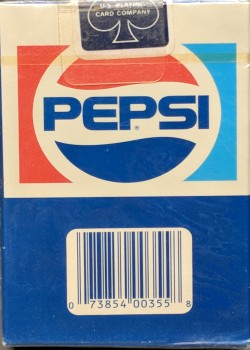 U.S. PLAYING
CARD COMPANY
PEPSI
®
0 73854 00355 8